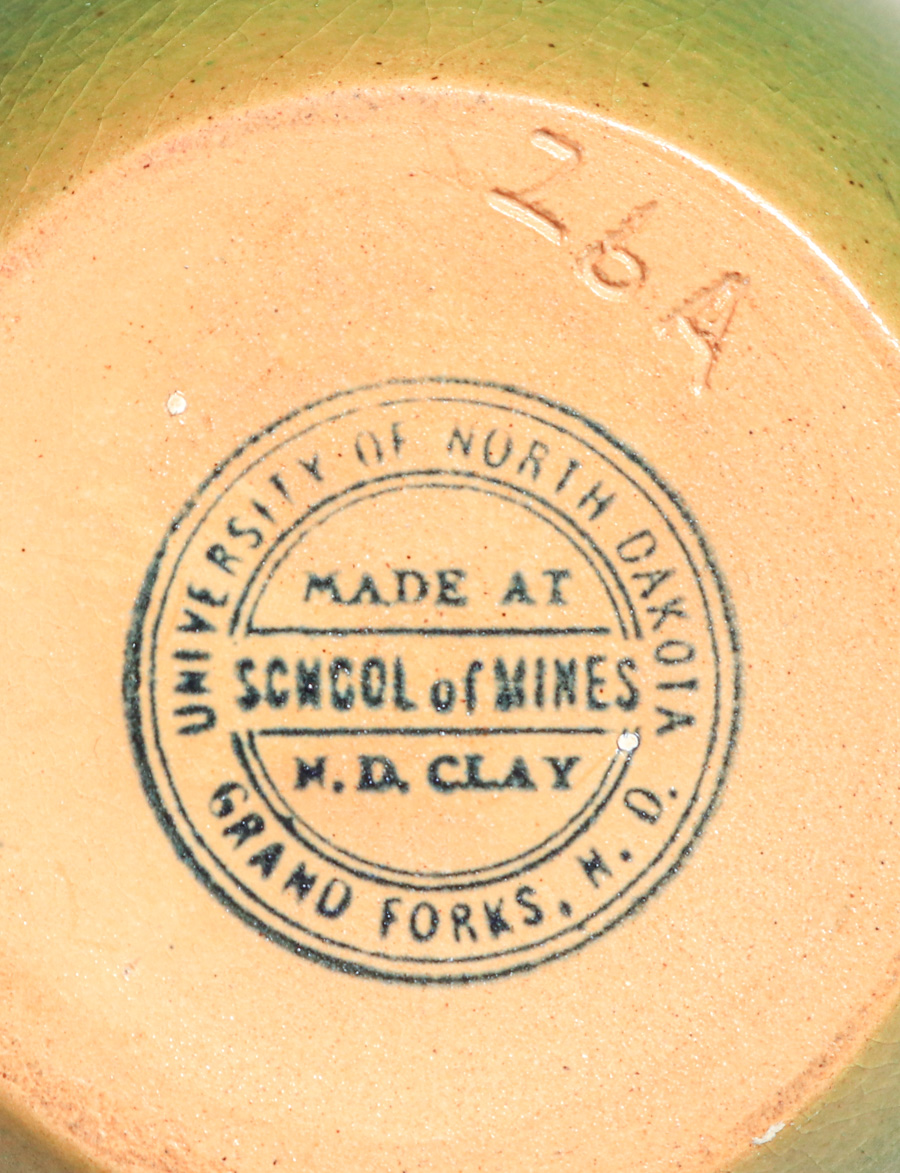 26A
UNIVERSITY OF NORTH DAKOTA
MADE AT
SCHOOL of MINES
N.D. CLAY
GRAND FORKS, N. D.